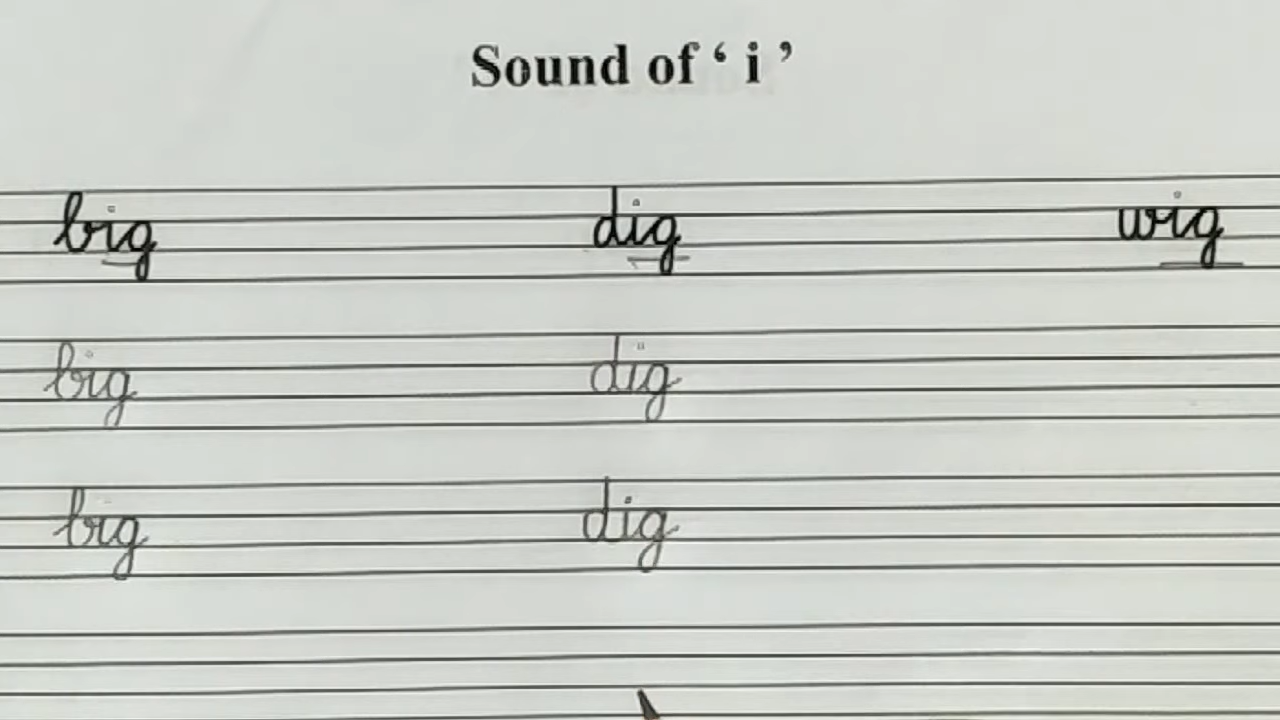 Sound of ‘ i ’
big dig wig
big dig
big dig